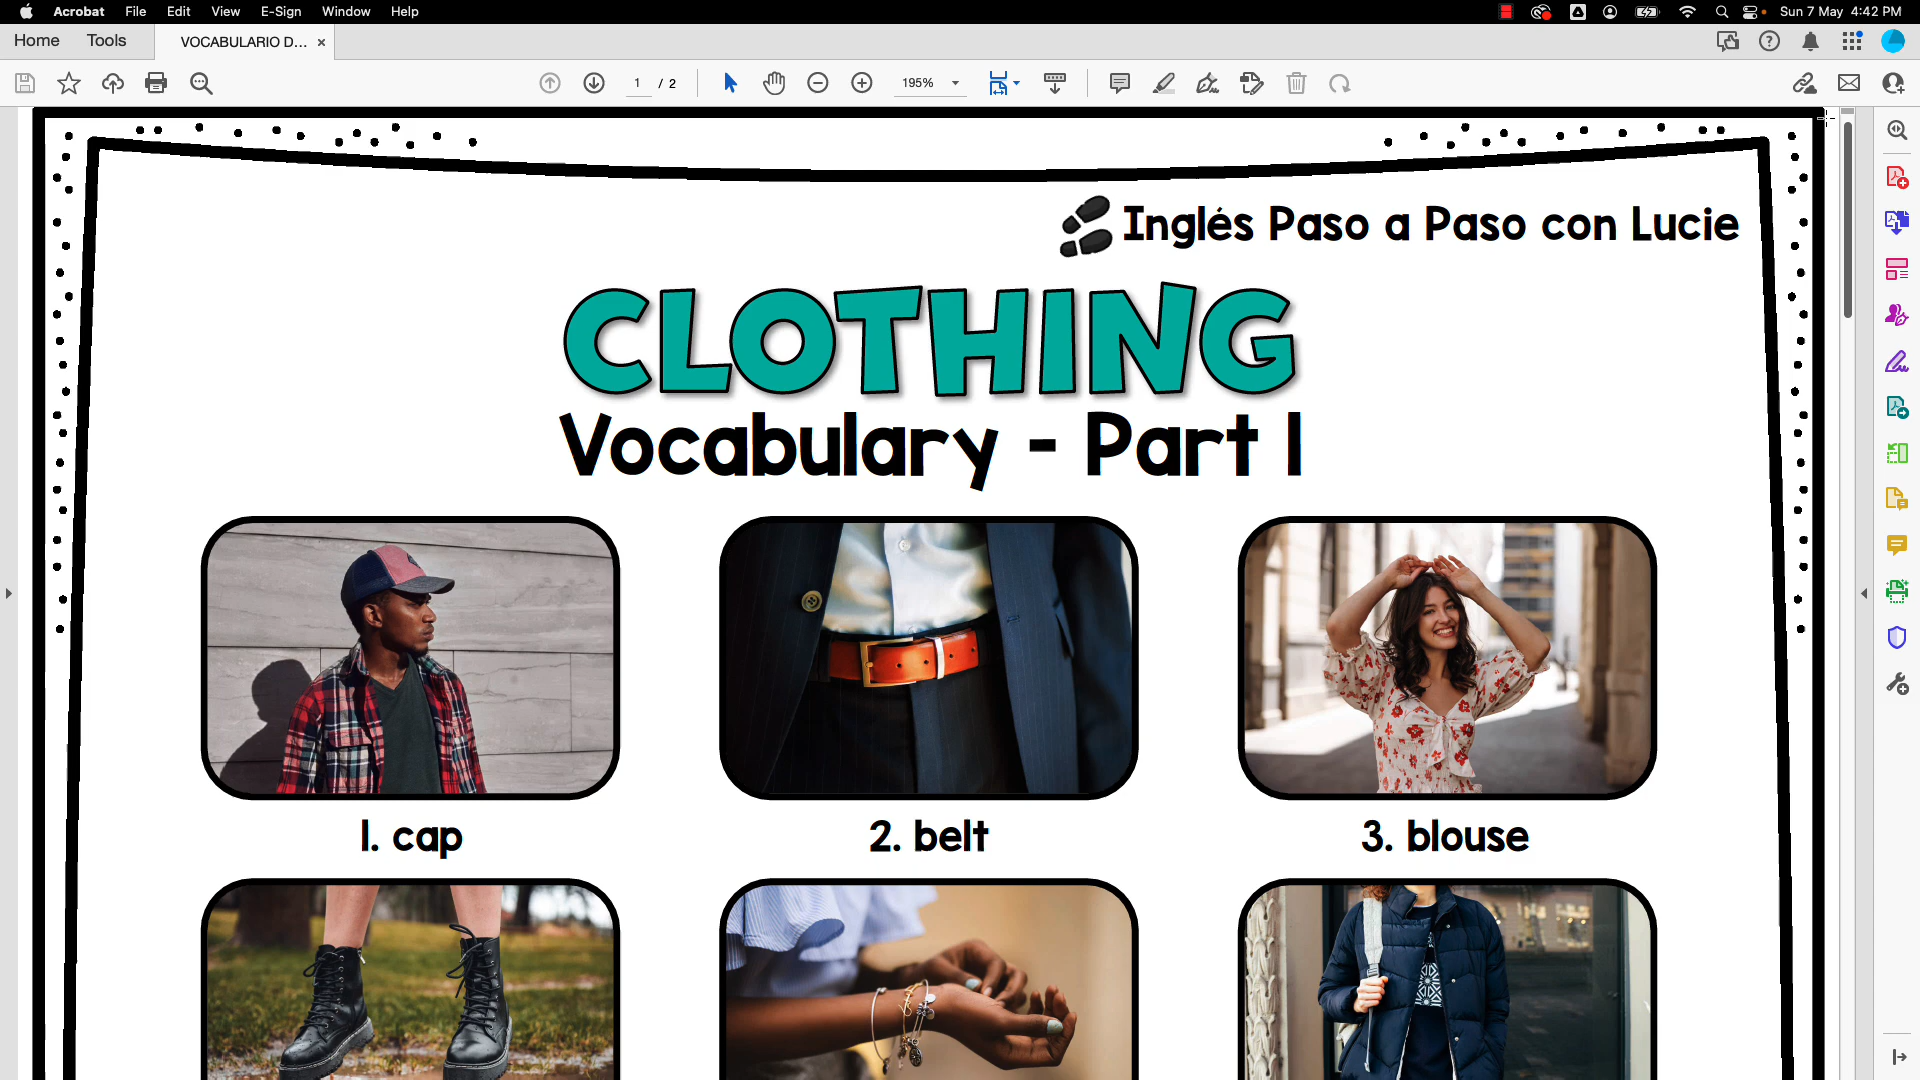 Acrobat File Edit View E-Sign Window Help Sun 7 May 4:42 PM
Home Tools VOCABULARIO D... ×
1 / 2 195%
Inglés Paso a Paso con Lucie
CLOTHING
Vocabulary - Part 1
1. cap 2. belt 3. blouse